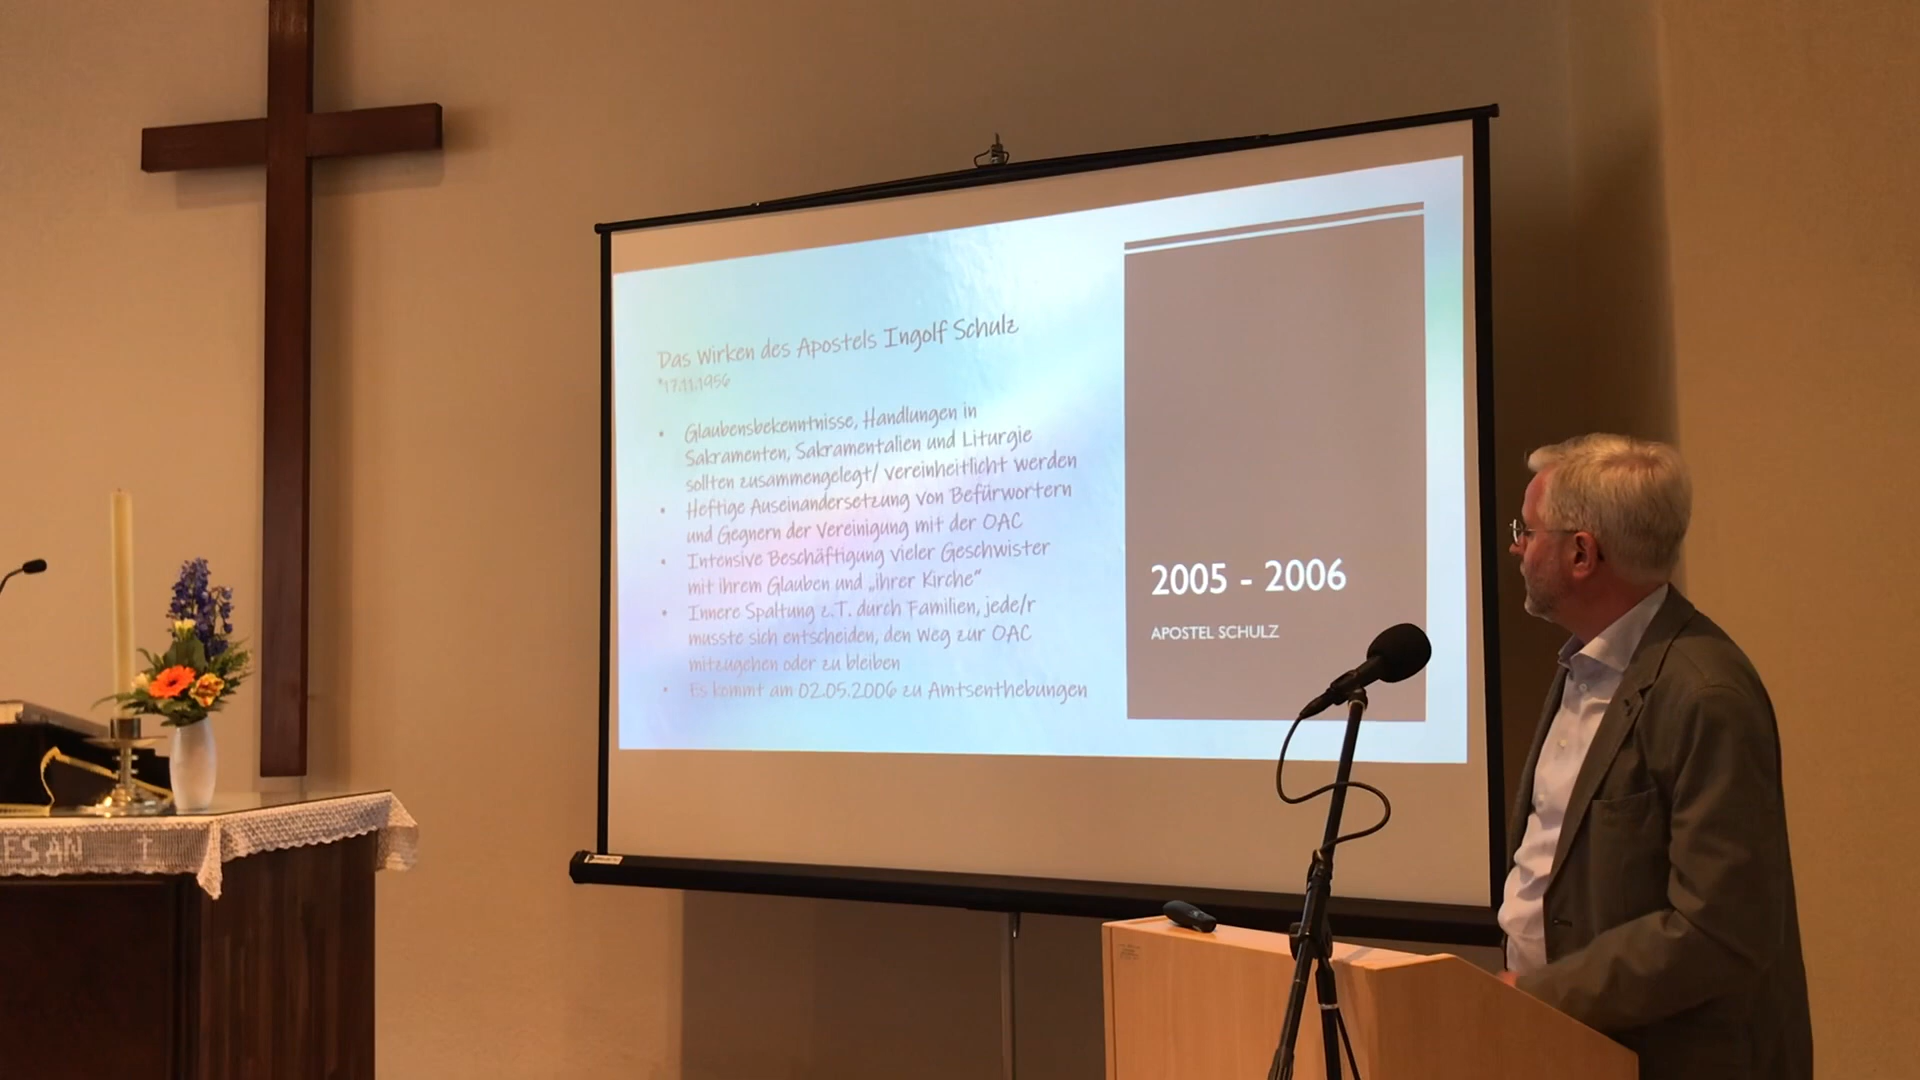 Das Wirken des Apostels Ingolf Schulz
*17.11.1956
• Glaubensbekenntnisse, Handlungen in
Sakramenten, Sakramentalien und Liturgie
sollten zusammengelegt/ vereinheitlicht werden
• Heftige Auseinandersetzung von Befürwortern
und Gegnern der Vereinigung mit der OAC
• Intensive Beschäftigung vieler Geschwister
mit ihrem Glauben und „ihrer Kirche“
• Innere Spaltung z.T. durch Familien, jede/r
musste sich entscheiden, den Weg zur OAC
mitzugehen oder zu bleiben
• Es kommt am 02.05.2006 zu Amtsenthebungen
2005 - 2006
APOSTEL SCHULZ
ES AN